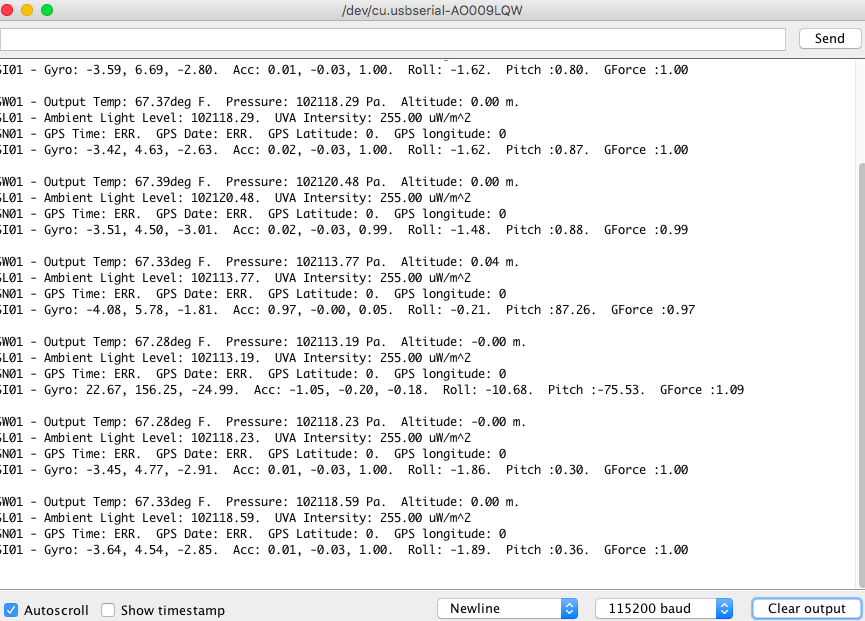 /dev/cu.usbserial-AO009LQW
Send
SI01 - Gyro: -3.59, 6.69, -2.80.  Acc: 0.01, -0.03, 1.00.  Roll: -1.62.  Pitch :0.80.  GForce :1.00
SW01 - Output Temp: 67.37deg F.  Pressure: 102118.29 Pa.  Altitude: 0.00 m.
SL01 - Ambient Light Level: 102118.29.  UVA Intersity: 255.00 uW/m^2
SN01 - GPS Time: ERR.  GPS Date: ERR.  GPS Latitude: 0.  GPS longitude: 0
SI01 - Gyro: -3.42, 4.63, -2.63.  Acc: 0.02, -0.03, 1.00.  Roll: -1.62.  Pitch :0.87.  GForce :1.00
SW01 - Output Temp: 67.39deg F.  Pressure: 102120.48 Pa.  Altitude: 0.00 m.
SL01 - Ambient Light Level: 102120.48.  UVA Intersity: 255.00 uW/m^2
SN01 - GPS Time: ERR.  GPS Date: ERR.  GPS Latitude: 0.  GPS longitude: 0
SI01 - Gyro: -3.51, 4.50, -3.01.  Acc: 0.02, -0.03, 0.99.  Roll: -1.48.  Pitch :0.88.  GForce :0.99
SW01 - Output Temp: 67.33deg F.  Pressure: 102113.77 Pa.  Altitude: 0.04 m.
SL01 - Ambient Light Level: 102113.77.  UVA Intersity: 255.00 uW/m^2
SN01 - GPS Time: ERR.  GPS Date: ERR.  GPS Latitude: 0.  GPS longitude: 0
SI01 - Gyro: -4.08, 5.78, -1.81.  Acc: 0.97, -0.00, 0.05.  Roll: -0.21.  Pitch :87.26.  GForce :0.97
SW01 - Output Temp: 67.28deg F.  Pressure: 102113.19 Pa.  Altitude: -0.00 m.
SL01 - Ambient Light Level: 102113.19.  UVA Intersity: 255.00 uW/m^2
SN01 - GPS Time: ERR.  GPS Date: ERR.  GPS Latitude: 0.  GPS longitude: 0
SI01 - Gyro: 22.67, 156.25, -24.99.  Acc: -1.05, -0.20, -0.18.  Roll: -10.68.  Pitch :-75.53.  GForce :1.09
SW01 - Output Temp: 67.28deg F.  Pressure: 102118.23 Pa.  Altitude: -0.00 m.
SL01 - Ambient Light Level: 102118.23.  UVA Intersity: 255.00 uW/m^2
SN01 - GPS Time: ERR.  GPS Date: ERR.  GPS Latitude: 0.  GPS longitude: 0
SI01 - Gyro: -3.45, 4.77, -2.91.  Acc: 0.01, -0.03, 1.00.  Roll: -1.86.  Pitch :0.30.  GForce :1.00
SW01 - Output Temp: 67.33deg F.  Pressure: 102118.59 Pa.  Altitude: 0.00 m.
SL01 - Ambient Light Level: 102118.59.  UVA Intersity: 255.00 uW/m^2
SN01 - GPS Time: ERR.  GPS Date: ERR.  GPS Latitude: 0.  GPS longitude: 0
SI01 - Gyro: -3.64, 4.54, -2.85.  Acc: 0.01, -0.03, 1.00.  Roll: -1.89.  Pitch :0.36.  GForce :1.00
Autoscroll
Show timestamp
Newline
115200 baud
Clear output